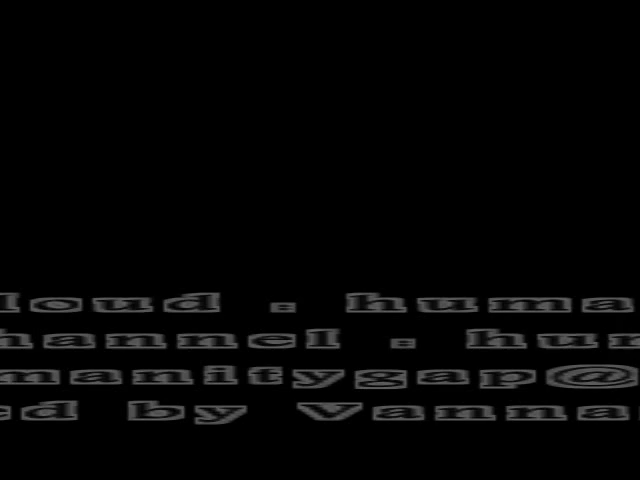 loud . huma
hannel . hum
manitygap@
ed by Vanna